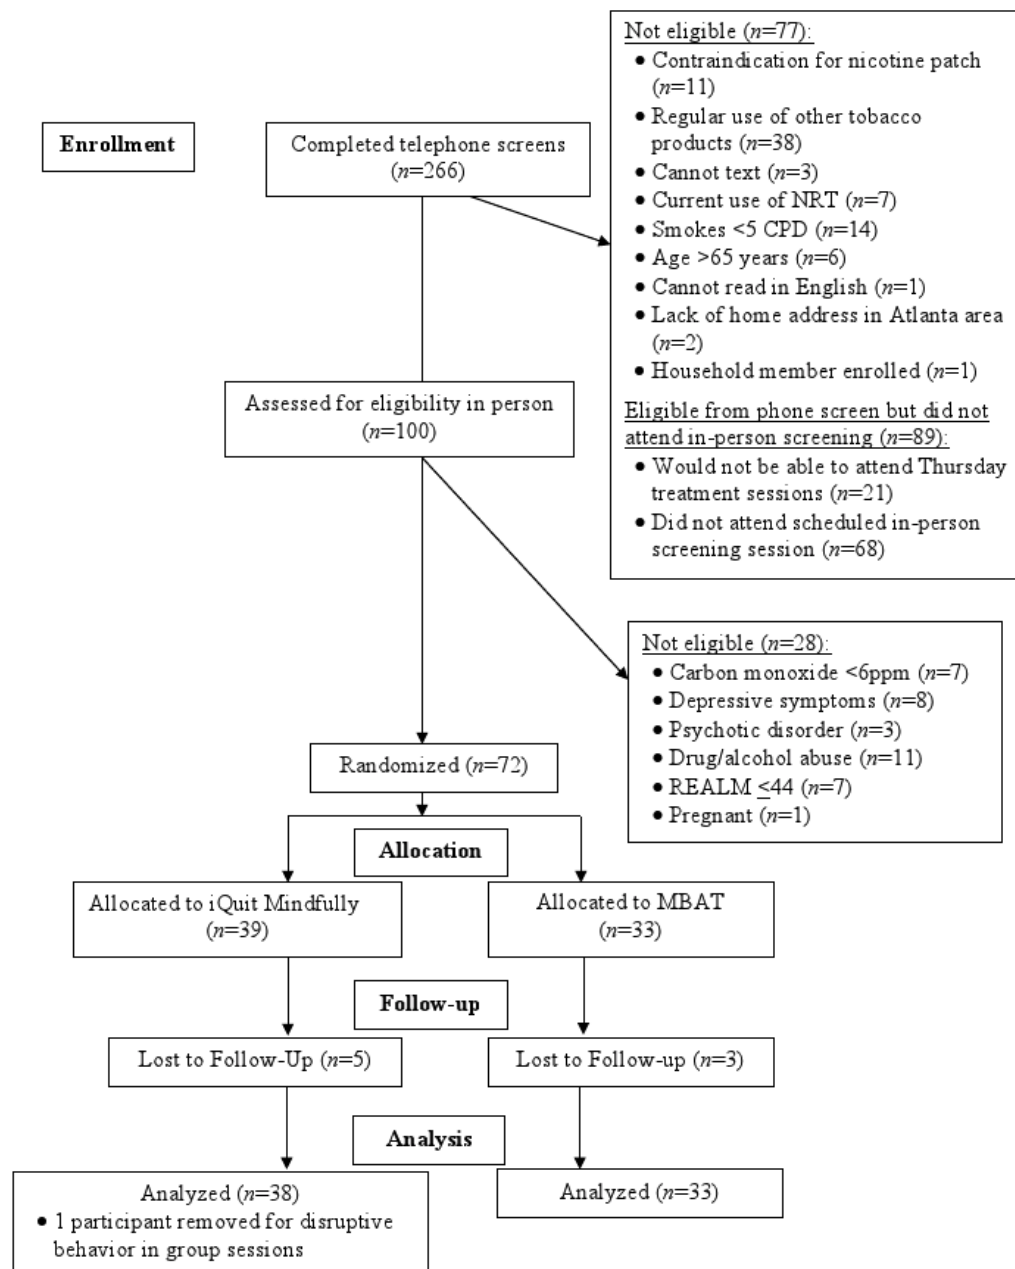 Enrollment
Completed telephone screens
(n=266)
Not eligible (n=77):
• Contraindication for nicotine patch
(n=11)
• Regular use of other tobacco
products (n=38)
• Cannot text (n=3)
• Current use of NRT (n=7)
• Smokes <5 CPD (n=14)
• Age >65 years (n=6)
• Cannot read in English (n=1)
• Lack of home address in Atlanta area
(n=2)
• Household member enrolled (n=1)
Eligible from phone screen but did not
attend in-person screening (n=89):
• Would not be able to attend Thursday
treatment sessions (n=21)
• Did not attend scheduled in-person
screening session (n=68)
Assessed for eligibility in person
(n=100)
Not eligible (n=28):
• Carbon monoxide <6ppm (n=7)
• Depressive symptoms (n=8)
• Psychotic disorder (n=3)
• Drug/alcohol abuse (n=11)
• REALM ≤44 (n=7)
• Pregnant (n=1)
Randomized (n=72)
Allocation
Allocated to iQuit Mindfully
(n=39)
Allocated to MBAT
(n=33)
Follow-up
Lost to Follow-Up (n=5)
Lost to Follow-up (n=3)
Analysis
Analyzed (n=38)
• 1 participant removed for disruptive
behavior in group sessions
Analyzed (n=33)